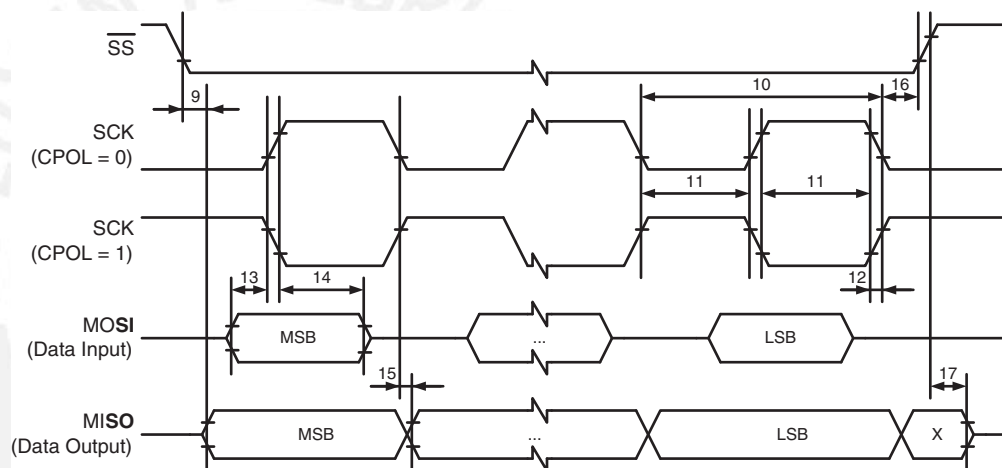 SS
9
10
16
SCK
(CPOL = 0)
11
11
SCK
(CPOL = 1)
13
14
12
MOSI
(Data Input)
MSB
...
LSB
15
17
MISO
(Data Output)
MSB
...
LSB
X